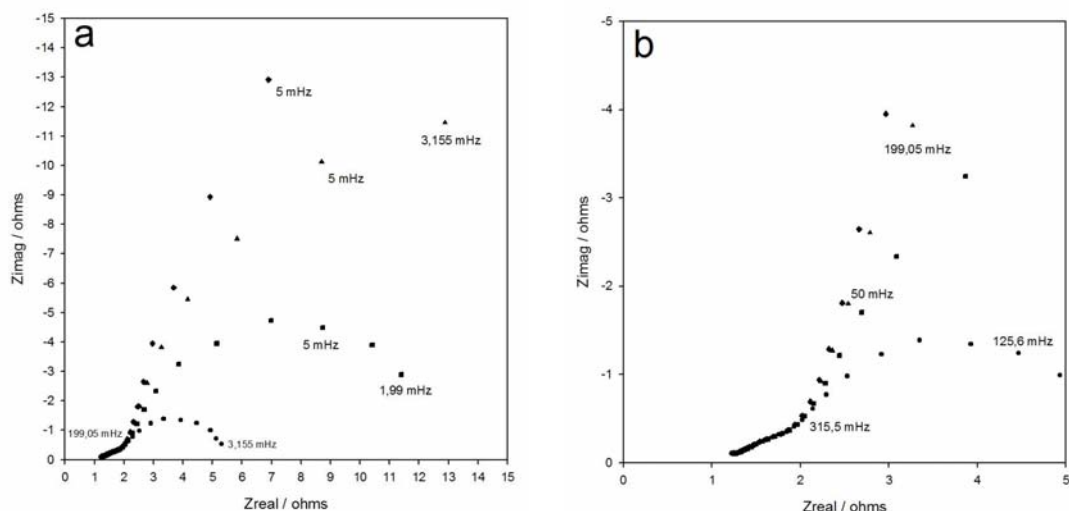 a
-15
-14
-13
-12
-11
-10
-9
-8
-7
-6
-5
-4
-3
-2
-1
0
Zimag / ohms
5 mHz
3,155 mHz
5 mHz
5 mHz
1,99 mHz
199,05 mHz
3,155 mHz
0 1 2 3 4 5 6 7 8 9 10 11 12 13 14 15
Zreal / ohms
b
-5
-4
-3
-2
-1
0
Zimag / ohms
199,05 mHz
50 mHz
125,6 mHz
315,5 mHz
0 1 2 3 4 5
Zreal / ohms